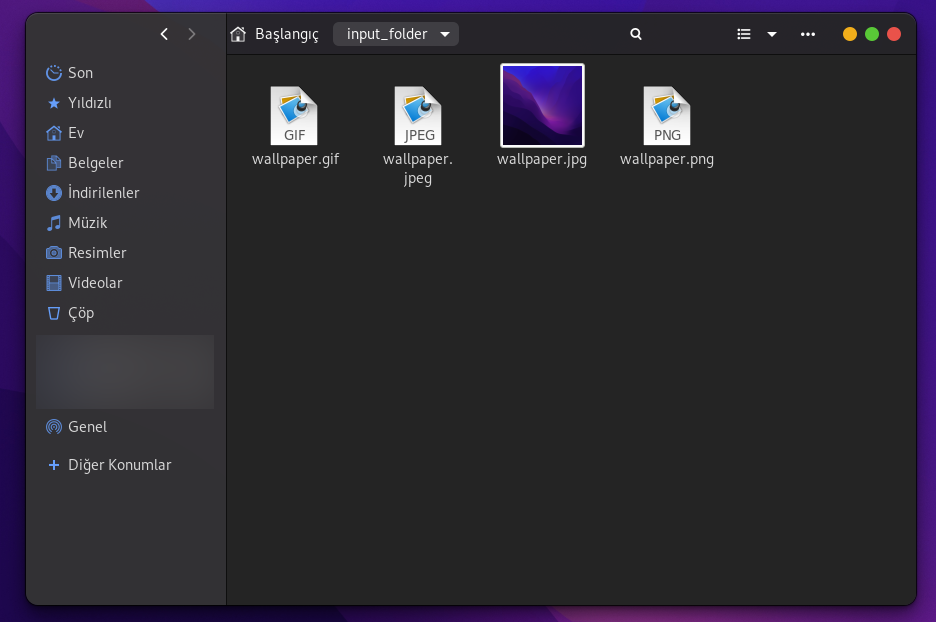 Başlangıç
input_folder
Son
Yıldızlı
Ev
Belgeler
İndirilenler
Müzik
Resimler
Videolar
Çöp
Genel
Diğer Konumlar
GIF
wallpaper.gif
JPEG
wallpaper.
jpeg
wallpaper.jpg
PNG
wallpaper.png